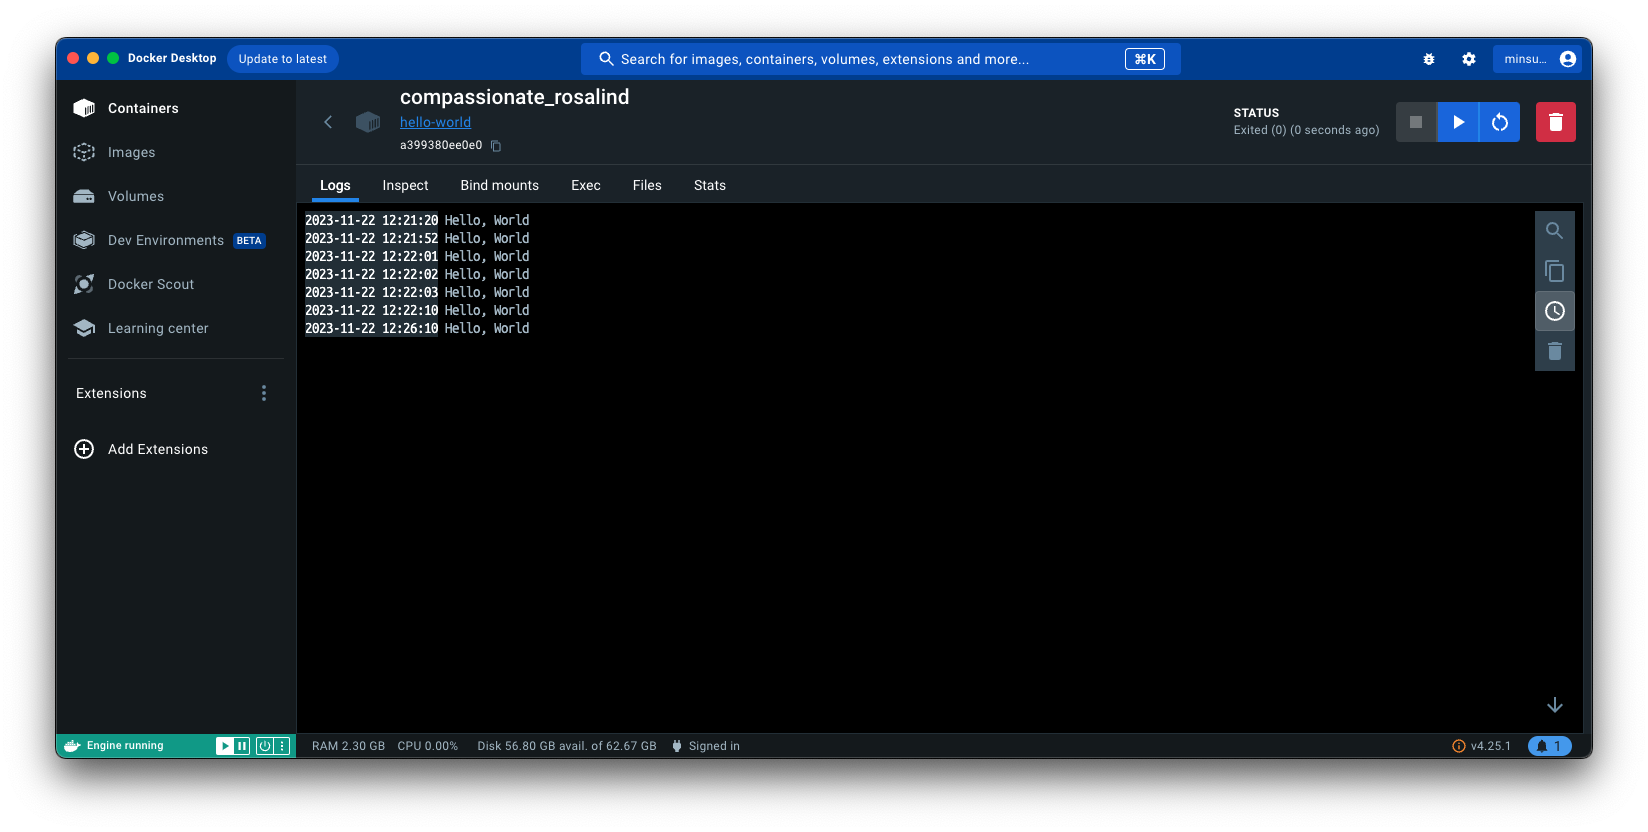 Docker Desktop
Update to latest
Search for images, containers, volumes, extensions and more...
⌘K
minsu...
Containers
Images
Volumes
Dev Environments BETA
Docker Scout
Learning center
Extensions
Add Extensions
compassionate_rosalind
hello-world
a399380ee0e0
STATUS
Exited (0) (0 seconds ago)
Logs Inspect Bind mounts Exec Files Stats
2023-11-22 12:21:20 Hello, World
2023-11-22 12:21:52 Hello, World
2023-11-22 12:22:01 Hello, World
2023-11-22 12:22:02 Hello, World
2023-11-22 12:22:03 Hello, World
2023-11-22 12:22:10 Hello, World
2023-11-22 12:26:10 Hello, World
Engine running
RAM 2.30 GB CPU 0.00% Disk 56.80 GB avail. of 62.67 GB Signed in
v4.25.1
1